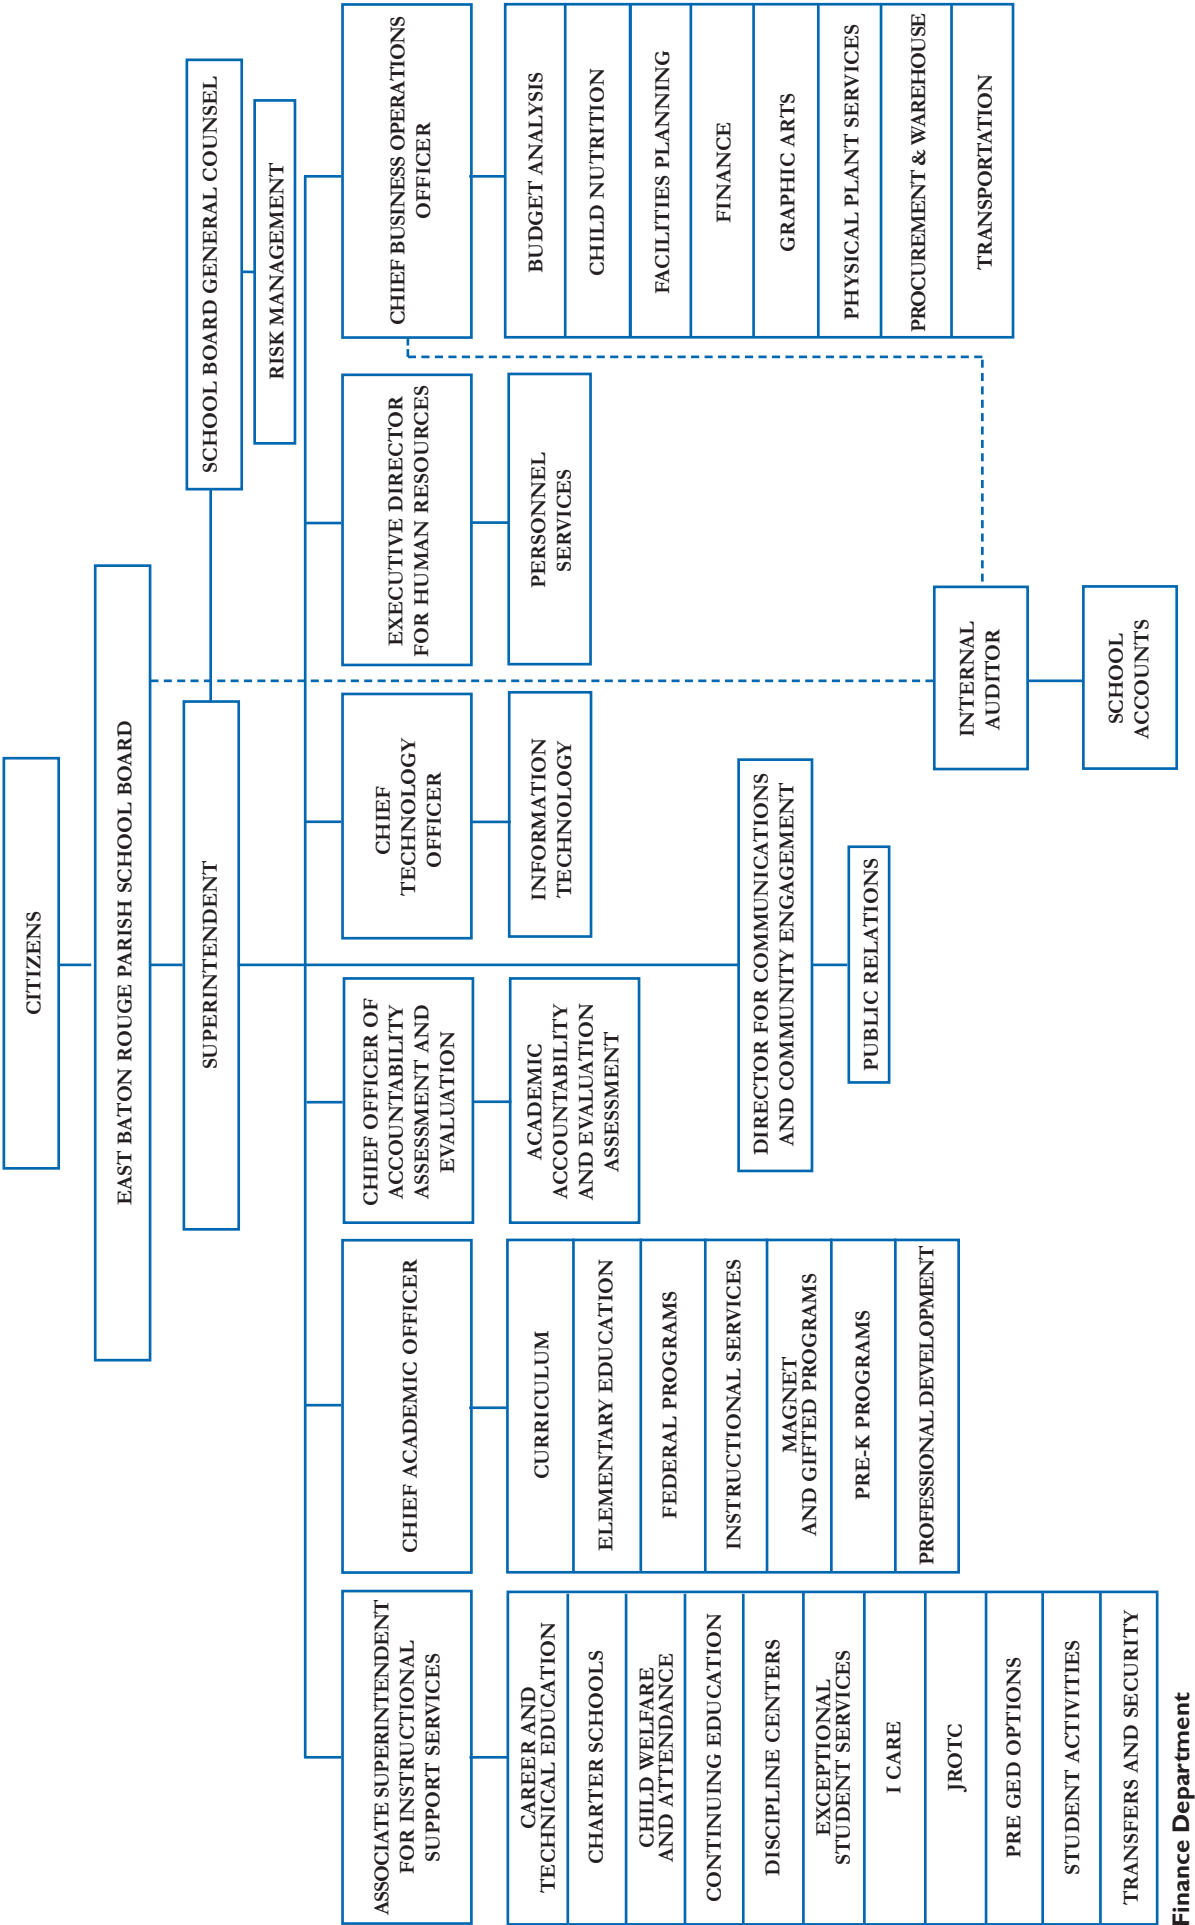 CITIZENS
EAST BATON ROUGE PARISH SCHOOL BOARD
SUPERINTENDENT
SCHOOL BOARD GENERAL COUNSEL
RISK MANAGEMENT
ASSOCIATE SUPERINTENDENT
FOR INSTRUCTIONAL
SUPPORT SERVICES
CAREER AND
TECHNICAL EDUCATION
CHARTER SCHOOLS
CHILD WELFARE
AND ATTENDANCE
CONTINUING EDUCATION
DISCIPLINE CENTERS
EXCEPTIONAL
STUDENT SERVICES
I CARE
JROTC
PRE GED OPTIONS
STUDENT ACTIVITIES
TRANSFERS AND SECURITY
CHIEF ACADEMIC OFFICER
CURRICULUM
ELEMENTARY EDUCATION
FEDERAL PROGRAMS
INSTRUCTIONAL SERVICES
MAGNET
AND GIFTED PROGRAMS
PRE-K PROGRAMS
PROFESSIONAL DEVELOPMENT
CHIEF OFFICER OF
ACCOUNTABILITY
ASSESSMENT AND
EVALUATION
ACADEMIC
ACCOUNTABILITY
AND EVALUATION
ASSESSMENT
CHIEF
TECHNOLOGY
OFFICER
INFORMATION
TECHNOLOGY
EXECUTIVE DIRECTOR
FOR HUMAN RESOURCES
PERSONNEL
SERVICES
CHIEF BUSINESS OPERATIONS
OFFICER
BUDGET ANALYSIS
CHILD NUTRITION
FACILITIES PLANNING
FINANCE
GRAPHIC ARTS
PHYSICAL PLANT SERVICES
PROCUREMENT & WAREHOUSE
TRANSPORTATION
DIRECTOR FOR COMMUNICATIONS
AND COMMUNITY ENGAGEMENT
PUBLIC RELATIONS
INTERNAL
AUDITOR
SCHOOL
ACCOUNTS
Finance Department